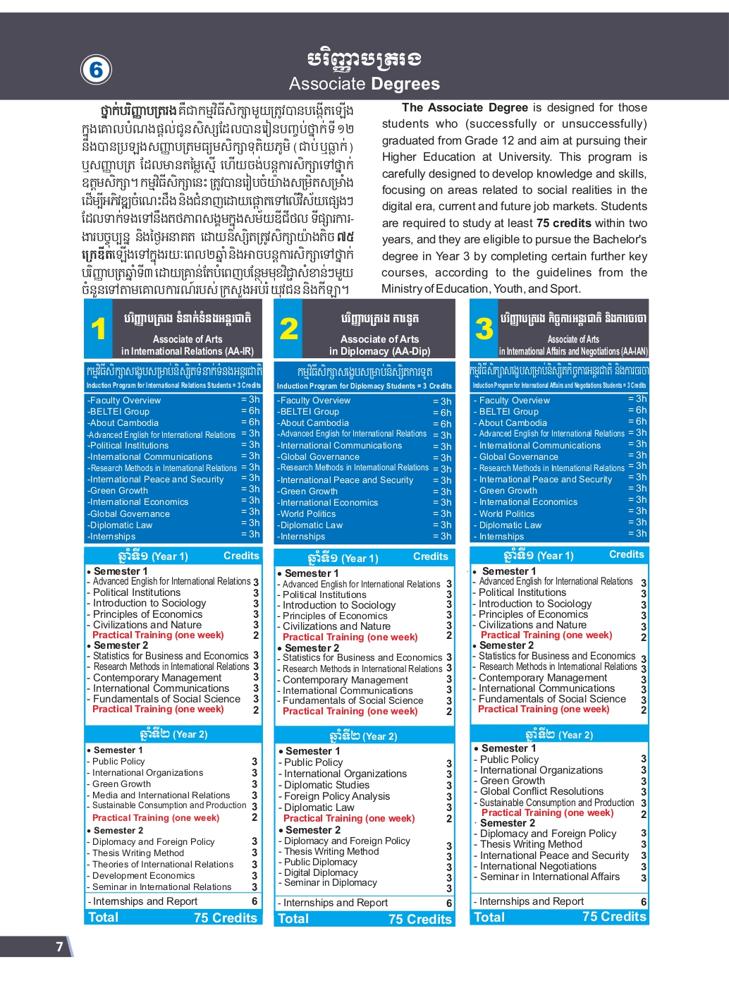 6
បរិញ្ញាបត្ររង
Associate Degrees
ថ្នាក់បរិញ្ញាបត្ររង គឺជាកម្មវិធីសិក្សាមួយត្រូវបានបង្កើតឡើង
ក្នុងគោលបំណងផ្តល់ជូនសិស្សដែលបានរៀនបញ្ចប់ថ្នាក់ទី ១២
និងបានប្រឡងសញ្ញាបត្រមធ្យមសិក្សាទុតិយភូមិ (ជាប់ឬធ្លាក់)
ឬសញ្ញាបត្រ ដែលមានតម្លៃស្មើ ហើយចង់បន្តការសិក្សាទៅថ្នាក់
ឧត្តមសិក្សា។ កម្មវិធីសិក្សានេះ ត្រូវបានរៀបចំយ៉ាងសម្រិតសម្រាំង
ដើម្បីអភិវឌ្ឍចំណេះដឹង និងជំនាញដោយផ្តោតទៅលើវិស័យផ្សេងៗ
ដែលទាក់ទងទៅនឹងតថភាពសង្គមក្នុងសម័យឌីជីថល ទីផ្សារការ-
ងារបច្ចុប្បន្ន និងថ្ងៃអនាគត ដោយនិស្សិតត្រូវសិក្សាយ៉ាងតិច ៧៥
ក្រេឌីតឡើងទៅក្នុងរយៈពេល២ឆ្នាំ និងអាចបន្តការសិក្សាទៅថ្នាក់
បរិញ្ញាបត្រឆ្នាំទី៣ ដោយគ្រាន់តែបំពេញបន្ថែមមុខវិជ្ជាសំខាន់ៗមួយ
ចំនួនទៅតាមគោលការណ៍របស់ក្រសួងអប់រំ យុវជន និងកីឡា។
The Associate Degree is designed for those
students who (successfully or unsuccessfully)
graduated from Grade 12 and aim at pursuing their
Higher Education at University. This program is
carefully designed to develop knowledge and skills,
focusing on areas related to social realities in the
digital era, current and future job markets. Students
are required to study at least 75 credits within two
years, and they are eligible to pursue the Bachelor's
degree in Year 3 by completing certain further key
courses, according to the guidelines from the
Ministry of Education, Youth, and Sport.
1
បរិញ្ញាបត្ររង ទំនាក់ទំនងអន្តរជាតិ
Associate of Arts
in International Relations (AA-IR)
កម្មវិធីសិក្សាសង្ខេបសម្រាប់និស្សិតទំនាក់ទំនងអន្តរជាតិ
Induction Program for International Relations Students = 3 Credits
-Faculty Overview = 3h
-BELTEI Group = 6h
-About Cambodia = 6h
-Advanced English for International Relations = 3h
-Political Institutions = 3h
-International Communications = 3h
-Research Methods in International Relations = 3h
-International Peace and Security = 3h
-Green Growth = 3h
-International Economics = 3h
-Global Governance = 3h
-Diplomatic Law = 3h
-Internships = 3h
ឆ្នាំទី១ (Year 1) Credits
• Semester 1
- Advanced English for International Relations 3
- Political Institutions 3
- Introduction to Sociology 3
- Principles of Economics 3
- Civilizations and Nature 3
Practical Training (one week) 2
• Semester 2
- Statistics for Business and Economics 3
- Research Methods in International Relations 3
- Contemporary Management 3
- International Communications 3
- Fundamentals of Social Science 3
Practical Training (one week) 2
ឆ្នាំទី២ (Year 2)
• Semester 1
- Public Policy 3
- International Organizations 3
- Green Growth 3
- Media and International Relations 3
- Sustainable Consumption and Production 3
Practical Training (one week) 2
• Semester 2
- Diplomacy and Foreign Policy 3
- Thesis Writing Method 3
- Theories of International Relations 3
- Development Economics 3
- Seminar in International Relations 3
- Internships and Report 6
Total 75 Credits
2
បរិញ្ញាបត្ររង ការទូត
Associate of Arts
in Diplomacy (AA-Dip)
កម្មវិធីសិក្សាសង្ខេបសម្រាប់និស្សិតការទូត
Induction Program for Diplomacy Students = 3 Credits
-Faculty Overview = 3h
-BELTEI Group = 6h
-About Cambodia = 6h
-Advanced English for International Relations = 3h
-International Communications = 3h
-Global Governance = 3h
-Research Methods in International Relations = 3h
-International Peace and Security = 3h
-Green Growth = 3h
-International Economics = 3h
-World Politics = 3h
-Diplomatic Law = 3h
-Internships = 3h
ឆ្នាំទី១ (Year 1) Credits
• Semester 1
- Advanced English for International Relations 3
- Political Institutions 3
- Introduction to Sociology 3
- Principles of Economics 3
- Civilizations and Nature 3
Practical Training (one week) 2
• Semester 2
- Statistics for Business and Economics 3
- Research Methods in International Relations 3
- Contemporary Management 3
- International Communications 3
- Fundamentals of Social Science 3
Practical Training (one week) 2
ឆ្នាំទី២ (Year 2)
• Semester 1
- Public Policy 3
- International Organizations 3
- Diplomatic Studies 3
- Foreign Policy Analysis 3
- Diplomatic Law 3
Practical Training (one week) 2
• Semester 2
- Diplomacy and Foreign Policy 3
- Thesis Writing Method 3
- Public Diplomacy 3
- Digital Diplomacy 3
- Seminar in Diplomacy 3
- Internships and Report 6
Total 75 Credits
3
បរិញ្ញាបត្ររង កិច្ចការអន្តរជាតិ និងការចរចា
Associate of Arts
in International Affairs and Negotiations (AA-IAN)
កម្មវិធីសិក្សាសង្ខេបសម្រាប់និស្សិតកិច្ចការអន្តរជាតិ និងការចរចា
Induction Program for International Affairs and Negotiations Students = 3 Credits
- Faculty Overview = 3h
- BELTEI Group = 6h
- About Cambodia = 6h
- Advanced English for International Relations = 3h
- International Communications = 3h
- Global Governance = 3h
- Research Methods in International Relations = 3h
- International Peace and Security = 3h
- Green Growth = 3h
- International Economics = 3h
- World Politics = 3h
- Diplomatic Law = 3h
- Internships = 3h
ឆ្នាំទី១ (Year 1) Credits
• Semester 1
- Advanced English for International Relations 3
- Political Institutions 3
- Introduction to Sociology 3
- Principles of Economics 3
- Civilizations and Nature 3
Practical Training (one week) 2
• Semester 2
- Statistics for Business and Economics 3
- Research Methods in International Relations 3
- Contemporary Management 3
- International Communications 3
- Fundamentals of Social Science 3
Practical Training (one week) 2
ឆ្នាំទី២ (Year 2)
• Semester 1
- Public Policy 3
- International Organizations 3
- Green Growth 3
- Global Conflict Resolutions 3
- Sustainable Consumption and Production 3
Practical Training (one week) 2
· Semester 2
- Diplomacy and Foreign Policy 3
- Thesis Writing Method 3
- International Peace and Security 3
- International Negotiations 3
- Seminar in International Affairs 3
- Internships and Report 6
Total 75 Credits
7